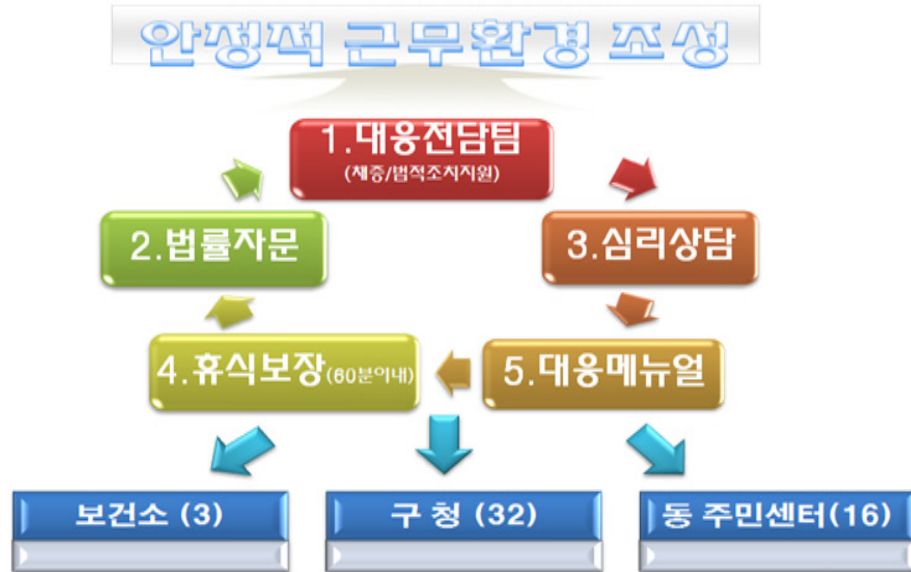 안정적 근무환경 조성
1.대응전담팀
(채증/법적조치지원)
2.법률자문
3.심리상담
4.휴식보장(60분이내)
5.대응메뉴얼
보건소 (3)
구 청 (32)
동 주민센터(16)